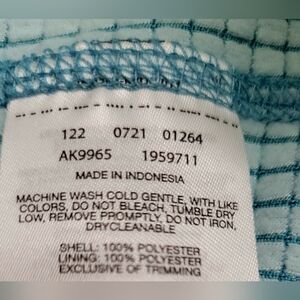 122 0721 01264
AK9965 1959711
MADE IN INDONESIA
MACHINE WASH COLD GENTLE, WITH LIKE
COLORS, DO NOT BLEACH, TUMBLE DRY
LOW, REMOVE PROMPTLY. DO NOT IRON,
DRYCLEANABLE
SHELL: 100% POLYESTER
LINING: 100% POLYESTER
EXCLUSIVE OF TRIMMING